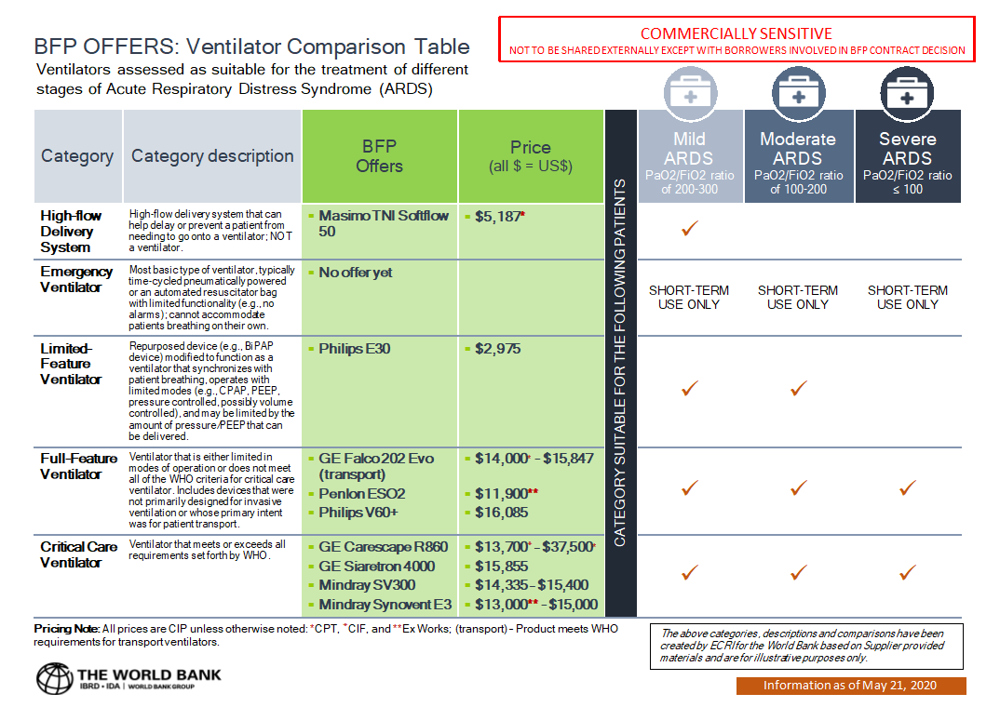 BFP OFFERS: Ventilator Comparison Table
Ventilators assessed as suitable for the treatment of different
stages of Acute Respiratory Distress Syndrome (ARDS)
COMMERCIALLY SENSITIVE
NOT TO BE SHARED EXTERNALLY EXCEPT WITH BORROWERS INVOLVED IN BFP CONTRACT DECISION
Category
Category description
BFP
Offers
Price
(all $ = US$)
CATEGORY SUITABLE FOR THE FOLLOWING PATIENTS
Mild
ARDS
PaO2/FiO2 ratio
of 200-300
Moderate
ARDS
PaO2/FiO2 ratio
of 100-200
Severe
ARDS
PaO2/FiO2 ratio
≤ 100
High-flow
Delivery
System
High-flow delivery system that can
help delay or prevent a patient from
needing to go onto a ventilator; NOT
a ventilator.
▪ Masimo TNI Softflow
50
▪ $5,187*
✓
Emergency
Ventilator
Most basic type of ventilator, typically
time-cycled pneumatically powered
or an automated resuscitator bag
with limited functionality (e.g., no
alarms); cannot accommodate
patients breathing on their own.
▪ No offer yet
SHORT-TERM
USE ONLY
SHORT-TERM
USE ONLY
SHORT-TERM
USE ONLY
Limited-
Feature
Ventilator
Repurposed device (e.g., BiPAP
device) modified to function as a
ventilator that synchronizes with
patient breathing, operates with
limited modes (e.g., CPAP, PEEP,
pressure controlled, possibly volume
controlled), and may be limited by the
amount of pressure/PEEP that can
be delivered.
▪ Philips E30
▪ $2,975
✓ ✓
Full-Feature
Ventilator
Ventilator that is either limited in
modes of operation or does not meet
all of the WHO criteria for critical care
ventilator. Includes devices that were
not primarily designed for invasive
ventilation or whose primary intent
was for patient transport.
▪ GE Falco 202 Evo
(transport)
▪ Penlon ESO2
▪ Philips V60+
▪ $14,000⁺ - $15,847
▪ $11,900**
▪ $16,085
✓ ✓ ✓
Critical Care
Ventilator
Ventilator that meets or exceeds all
requirements set forth by WHO.
▪ GE Carescape R860
▪ GE Siaretron 4000
▪ Mindray SV300
▪ Mindray Synovent E3
▪ $13,700⁺ - $37,500⁺
▪ $15,855
▪ $14,335 - $15,400
▪ $13,000** - $15,000
✓ ✓ ✓
Pricing Note: All prices are CIP unless otherwise noted: *CPT, ⁺CIF, and **Ex Works; (transport) - Product meets WHO
requirements for transport ventilators.
The above categories, descriptions and comparisons have been
created by ECRI for the World Bank based on Supplier provided
materials and are for illustrative purposes only.
THE WORLD BANK
IBRD • IDA | WORLD BANK GROUP
Information as of May 21, 2020